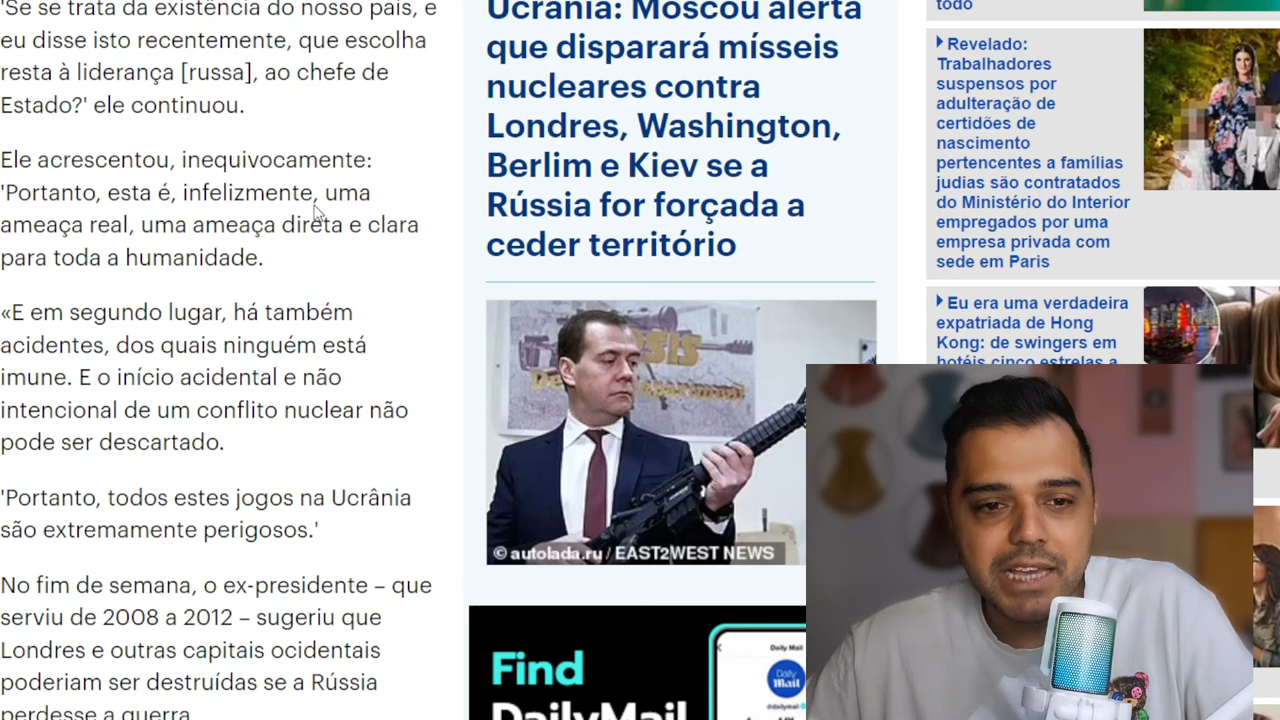 'Se se trata da existência do nosso país, e
eu disse isto recentemente, que escolha
resta à liderança [russa], ao chefe de
Estado?' ele continuou.
Ele acrescentou, inequivocamente:
'Portanto, esta é, infelizmente, uma
ameaça real, uma ameaça direta e clara
para toda a humanidade.
«E em segundo lugar, há também
acidentes, dos quais ninguém está
imune. E o início acidental e não
intencional de um conflito nuclear não
pode ser descartado.
'Portanto, todos estes jogos na Ucrânia
são extremamente perigosos.'
No fim de semana, o ex-presidente – que
serviu de 2008 a 2012 – sugeriu que
Londres e outras capitais ocidentais
poderiam ser destruídas se a Rússia
perdesse a guerra
Ucrânia: Moscou alerta
que disparará mísseis
nucleares contra
Londres, Washington,
Berlim e Kiev se a
Rússia for forçada a
ceder território
© autolada.ru / EAST2WEST NEWS
Find
DailyMail
Daily Mail
Daily
Mail
@dailymail
todo
Revelado:
Trabalhadores
suspensos por
adulteração de
certidões de
nascimento
pertencentes a famílias
judias são contratados
do Ministério do Interior
empregados por uma
empresa privada com
sede em Paris
Eu era uma verdadeira
expatriada de Hong
Kong: de swingers em
hotéis cinco estrelas a